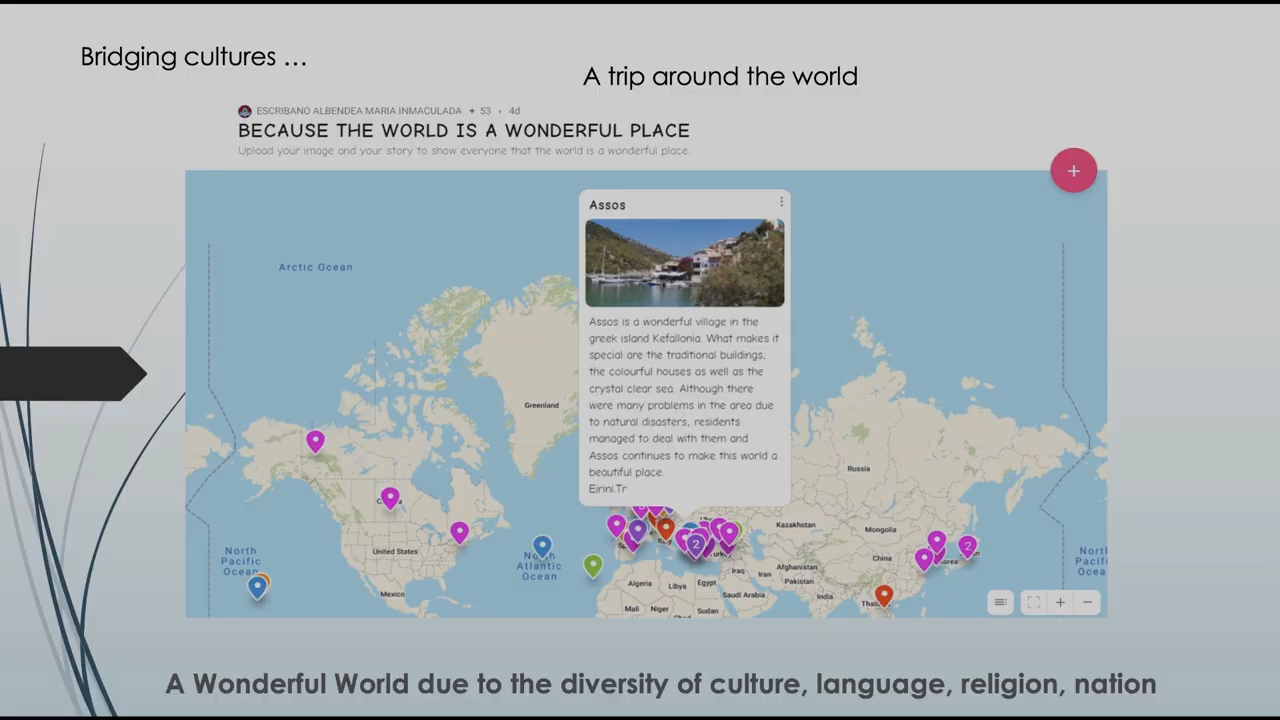 Bridging cultures …
A trip around the world
ESCRIBANO ALBENDEA MARIA INMACULADA + 53 • 4d
BECAUSE THE WORLD IS A WONDERFUL PLACE
Upload your image and your story to show everyone that the world is a wonderful place.
+
Assos
Assos is a wonderful village in the
greek island Kefallonia. What makes it
special are the traditional buildings,
the colourful houses as well as the
crystal clear sea. Although there
were many problems in the area due
to natural disasters, residents
managed to deal with them and
Assos continues to make this world a
beautiful place.
Eirini.Tr
Arctic Ocean
Greenland
Russia
Kazakhstan
Mongolia
United States
North
Pacific
Ocean
North
Atlantic
Ocean
Mexico
2
China
2
Iraq
Iran
Afghanistan
Pakistan
Algeria
Libya
Egypt
Saudi Arabia
India
Mali
Niger
Sudan
A Wonderful World due to the diversity of culture, language, religion, nation